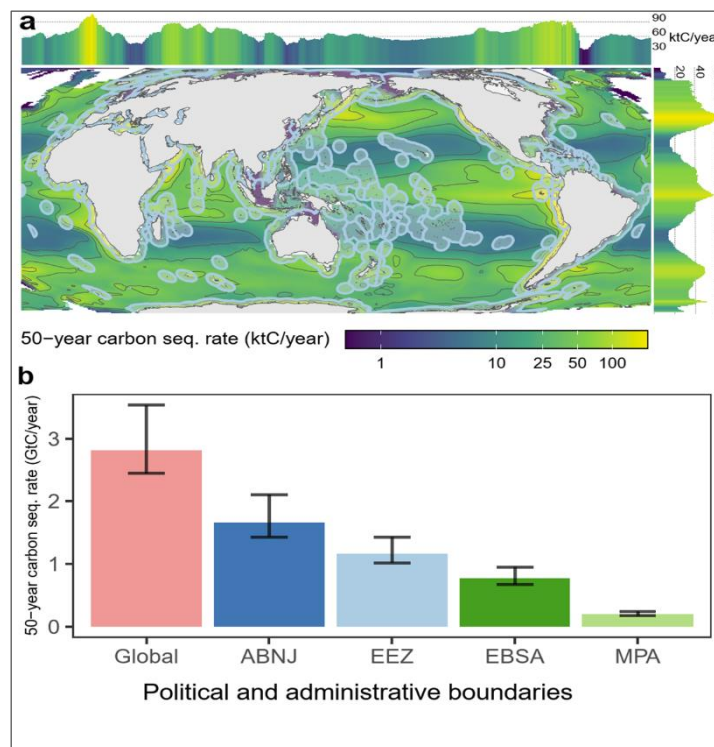 a
90
60
30
ktC/year
20
40
50−year carbon seq. rate (ktC/year)
1
10
25
50
100
b
50−year carbon seq. rate (GtC/year)
3
2
1
0
Global
ABNJ
EEZ
EBSA
MPA
Political and administrative boundaries